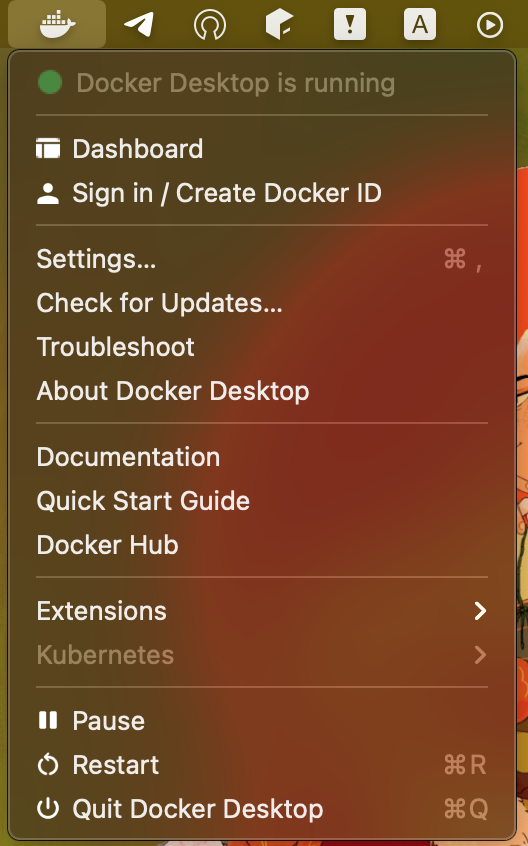 ! A
Docker Desktop is running
Dashboard
Sign in / Create Docker ID
Settings... ⌘ ,
Check for Updates...
Troubleshoot
About Docker Desktop
Documentation
Quick Start Guide
Docker Hub
Extensions
Kubernetes
Pause
Restart ⌘R
Quit Docker Desktop ⌘Q